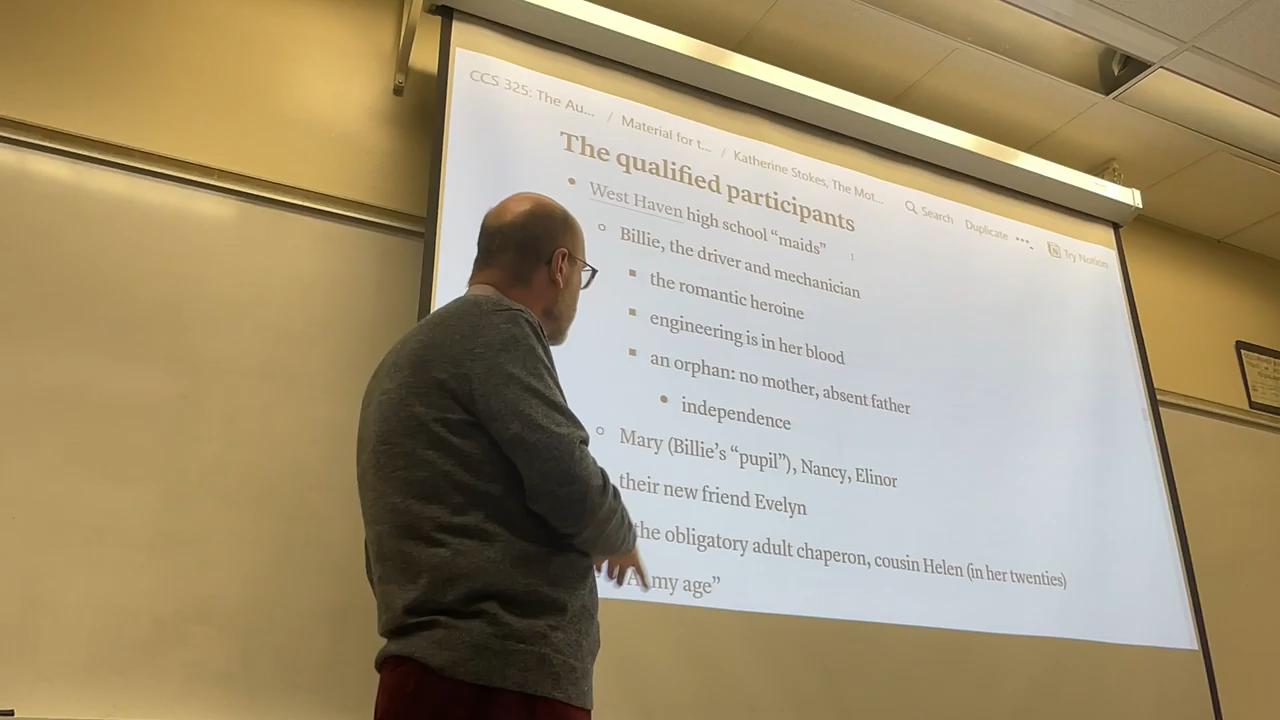 CCS 325: The Au... / Material for t... / Katherine Stokes, The Mot... Search Duplicate ... Try Notion
The qualified participants
West Haven high school “maids”
Billie, the driver and mechanician
the romantic heroine
engineering is in her blood
an orphan: no mother, absent father
independence
Mary (Billie’s “pupil”), Nancy, Elinor
their new friend Evelyn
the obligatory adult chaperon, cousin Helen (in her twenties)
my age”